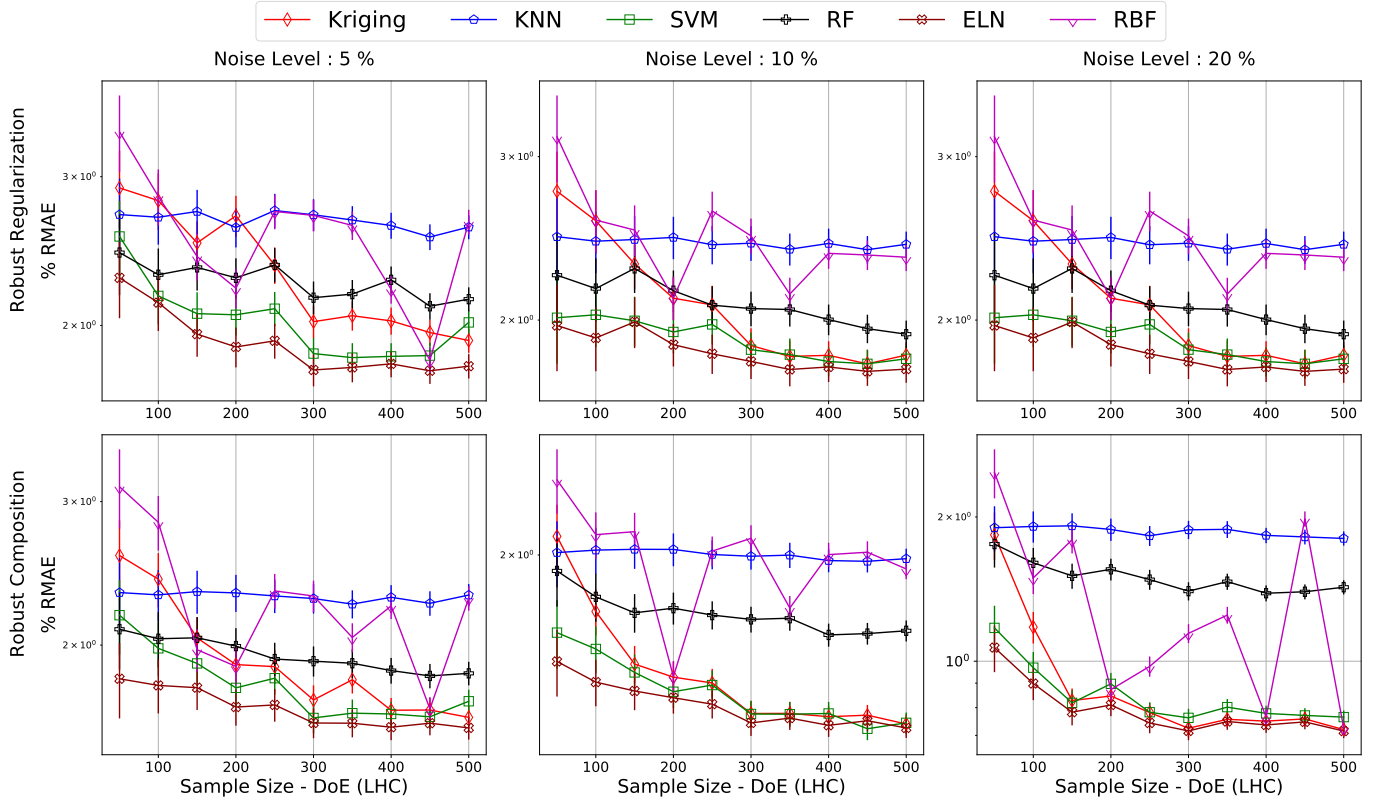 Kriging KNN SVM RF ELN RBF
Noise Level : 5 % Noise Level : 10 % Noise Level : 20 %
Robust Regularization
% RMAE
3 × 10⁰
2 × 10⁰
100 200 300 400 500
3 × 10⁰
2 × 10⁰
100 200 300 400 500
3 × 10⁰
2 × 10⁰
100 200 300 400 500
Robust Composition
% RMAE
3 × 10⁰
2 × 10⁰
100 200 300 400 500
Sample Size - DoE (LHC)
2 × 10⁰
100 200 300 400 500
Sample Size - DoE (LHC)
2 × 10⁰
10⁰
100 200 300 400 500
Sample Size - DoE (LHC)